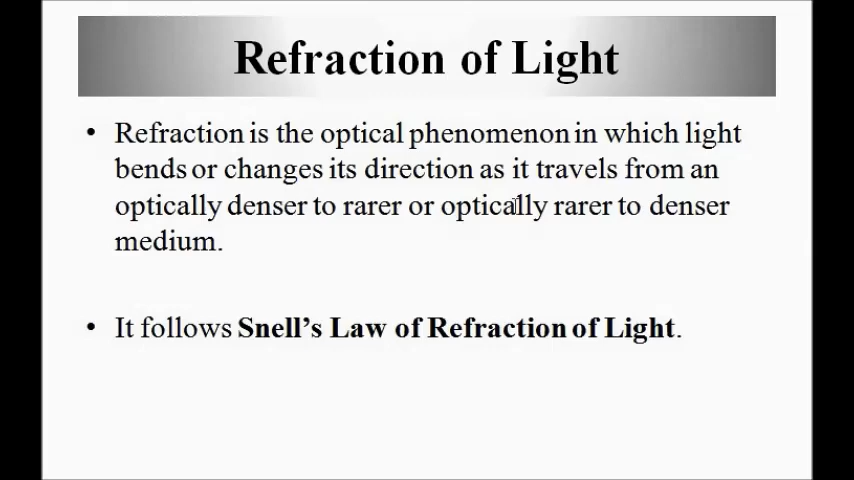 Refraction of Light
• Refraction is the optical phenomenon in which light
bends or changes its direction as it travels from an
optically denser to rarer or optically rarer to denser
medium.
• It follows Snell's Law of Refraction of Light.